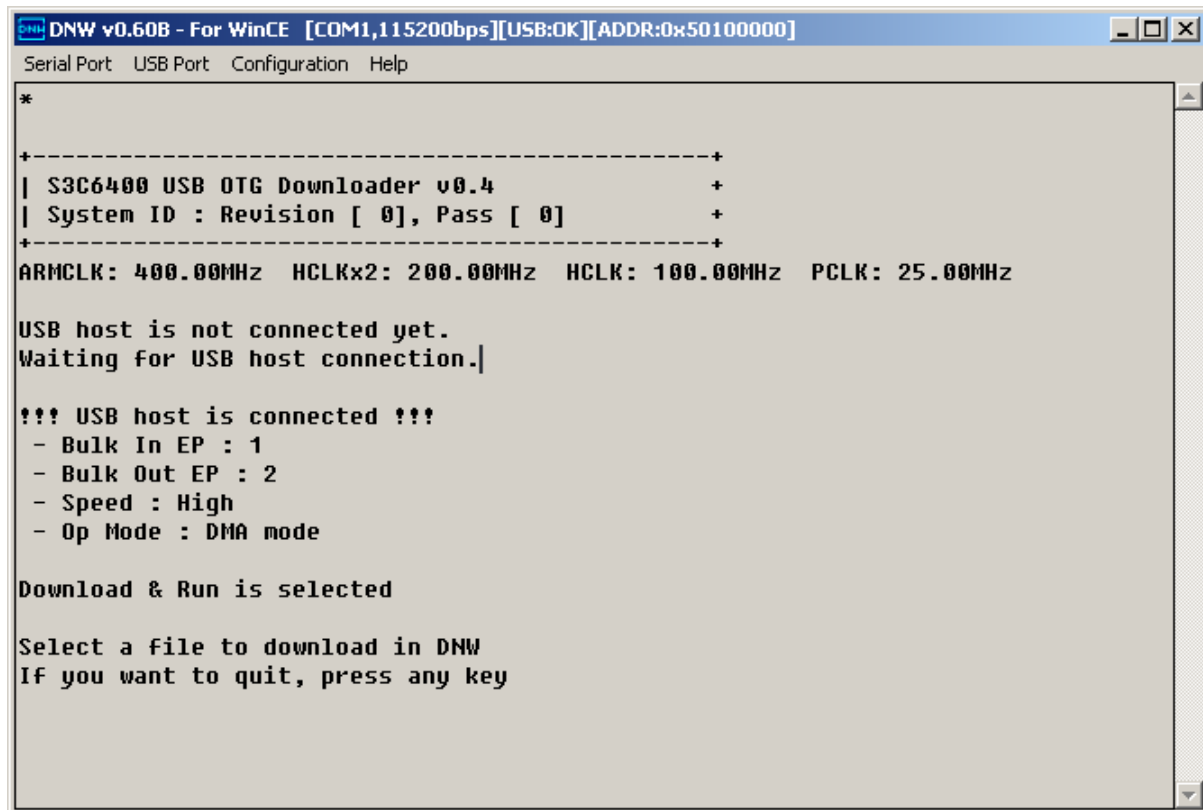 DNW DNW v0.60B - For WinCE [COM1,115200bps][USB:OK][ADDR:0x50100000]
Serial Port USB Port Configuration Help
*
+-----------------------------------------------+
| S3C6400 USB OTG Downloader v0.4 +
| System ID : Revision [ 0], Pass [ 0] +
+-----------------------------------------------+
ARMCLK: 400.00MHz HCLKx2: 200.00MHz HCLK: 100.00MHz PCLK: 25.00MHz
USB host is not connected yet.
Waiting for USB host connection.
!!! USB host is connected !!!
- Bulk In EP : 1
- Bulk Out EP : 2
- Speed : High
- Op Mode : DMA mode
Download & Run is selected
Select a file to download in DNW
If you want to quit, press any key